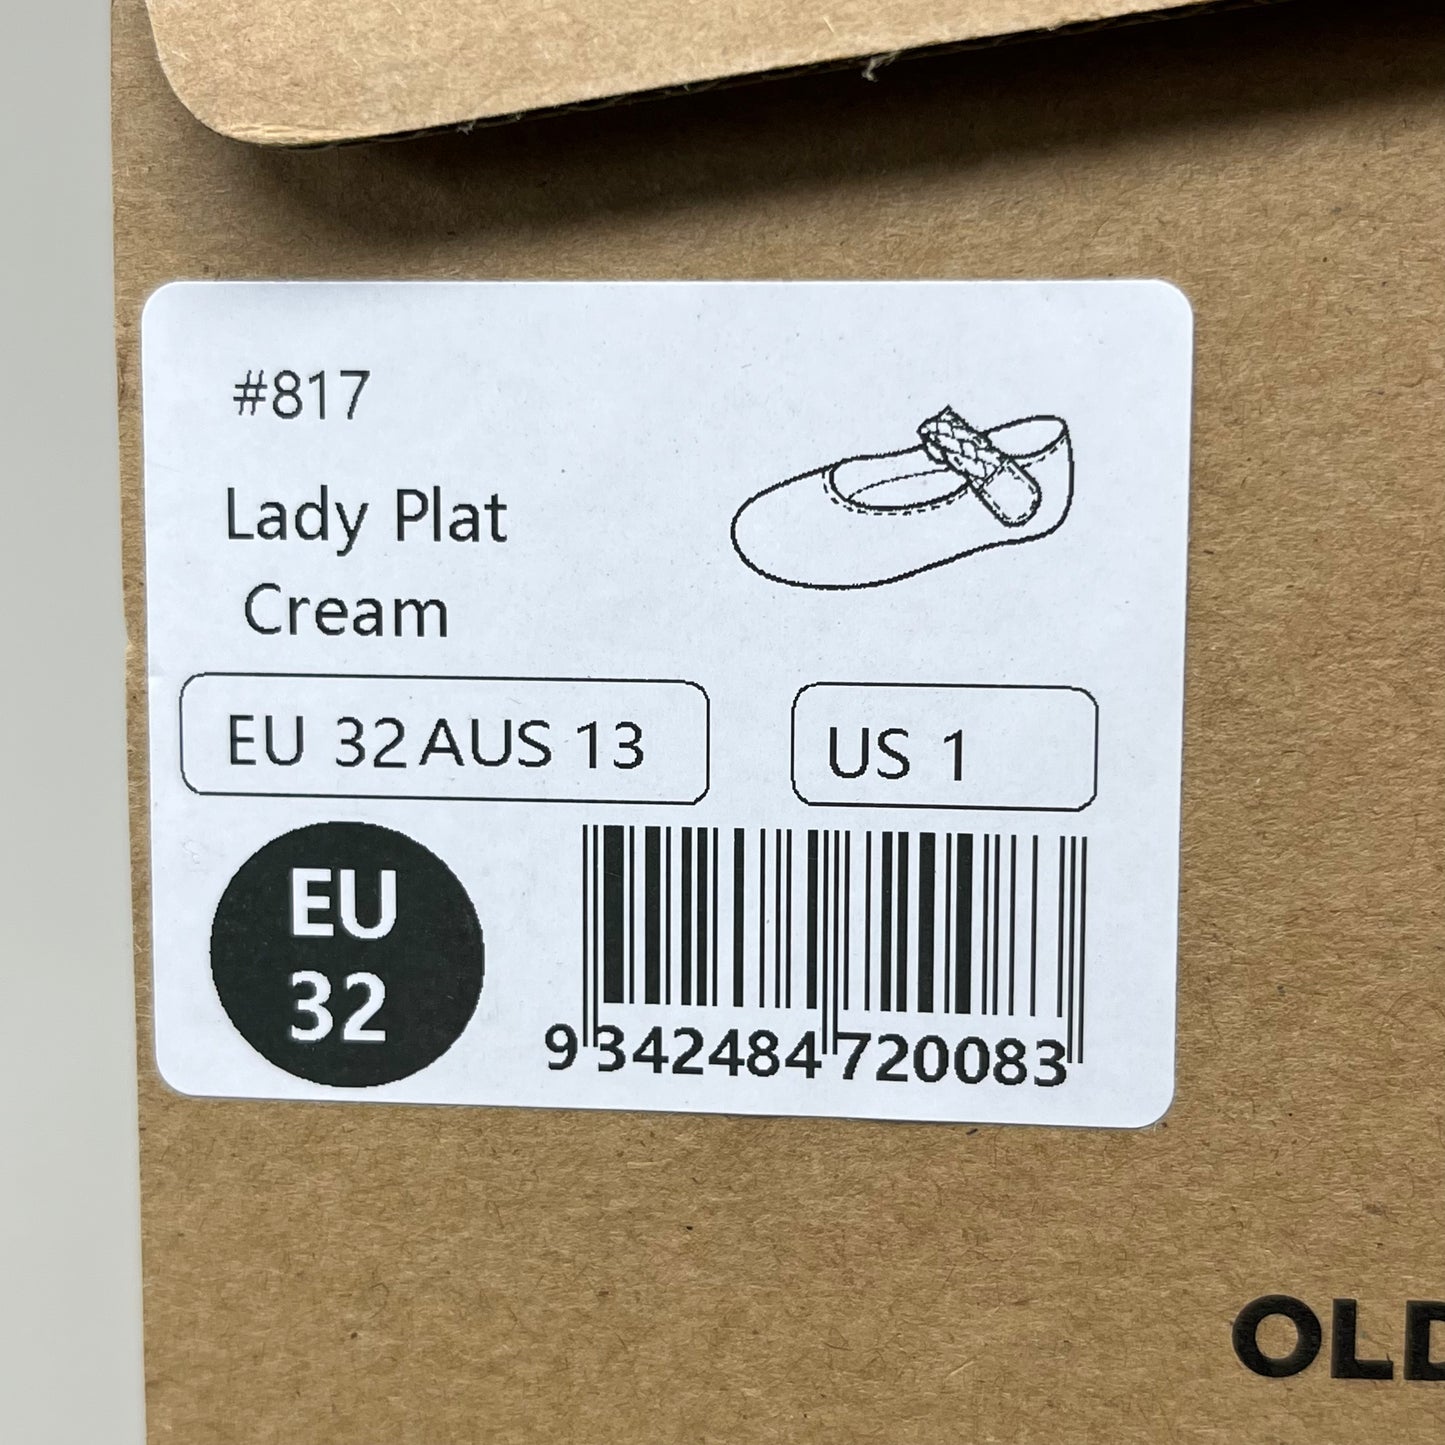 #817
Lady Plat
Cream
EU 32 AUS 13
US 1
EU
32
9 342484 720083
OLD